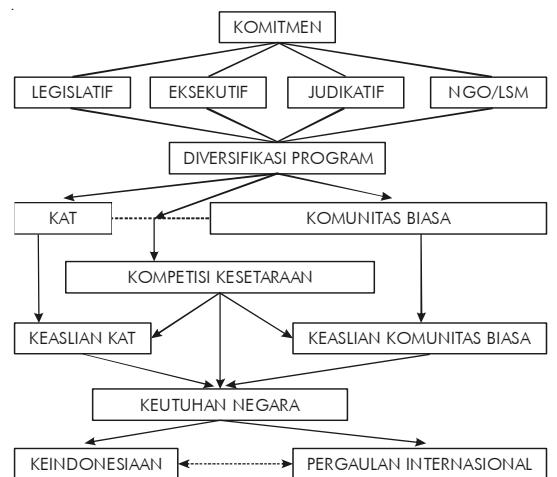 KOMITMEN
LEGISLATIF
EKSEKUTIF
JUDIKATIF
NGO/LSM
DIVERSIFIKASI PROGRAM
KAT
KOMUNITAS BIASA
KOMPETISI KESETARAAN
KEASLIAN KAT
KEASLIAN KOMUNITAS BIASA
KEUTUHAN NEGARA
KEINDONESIAAN
PERGAULAN INTERNASIONAL